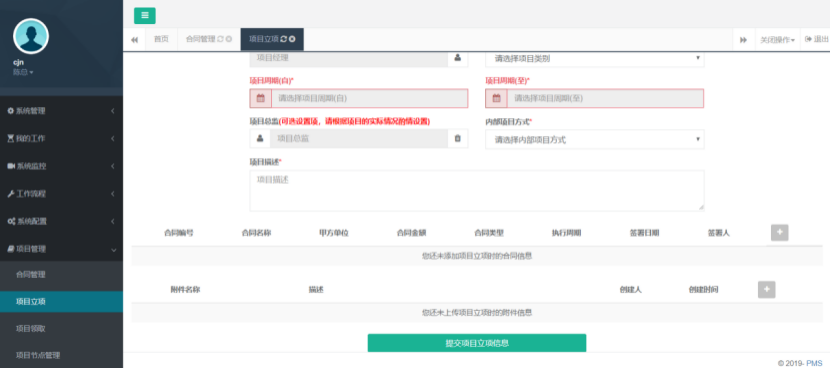 首页
合同管理
项目立项
关闭操作
退出
cjn
陈总
系统管理
我的工作
系统监控
工作流程
系统配置
项目管理
合同管理
项目立项
项目领取
项目节点管理
项目经理
请选择项目类别
项目周期(自)*
项目周期(至)*
请选择项目周期(自)
请选择项目周期(至)
项目总监(可选设置项，请根据项目的实际情况酌情设置)
内部项目方式*
项目总监
请选择内部项目方式
项目描述*
项目描述
合同编号 合同名称 甲方单位 合同金额 合同类型 执行周期 签署日期 签署人
您还未添加项目立项时的合同信息
附件名称 描述 创建人 创建时间
您还未上传项目立项时的附件信息
提交项目立项信息
© 2019- PMS